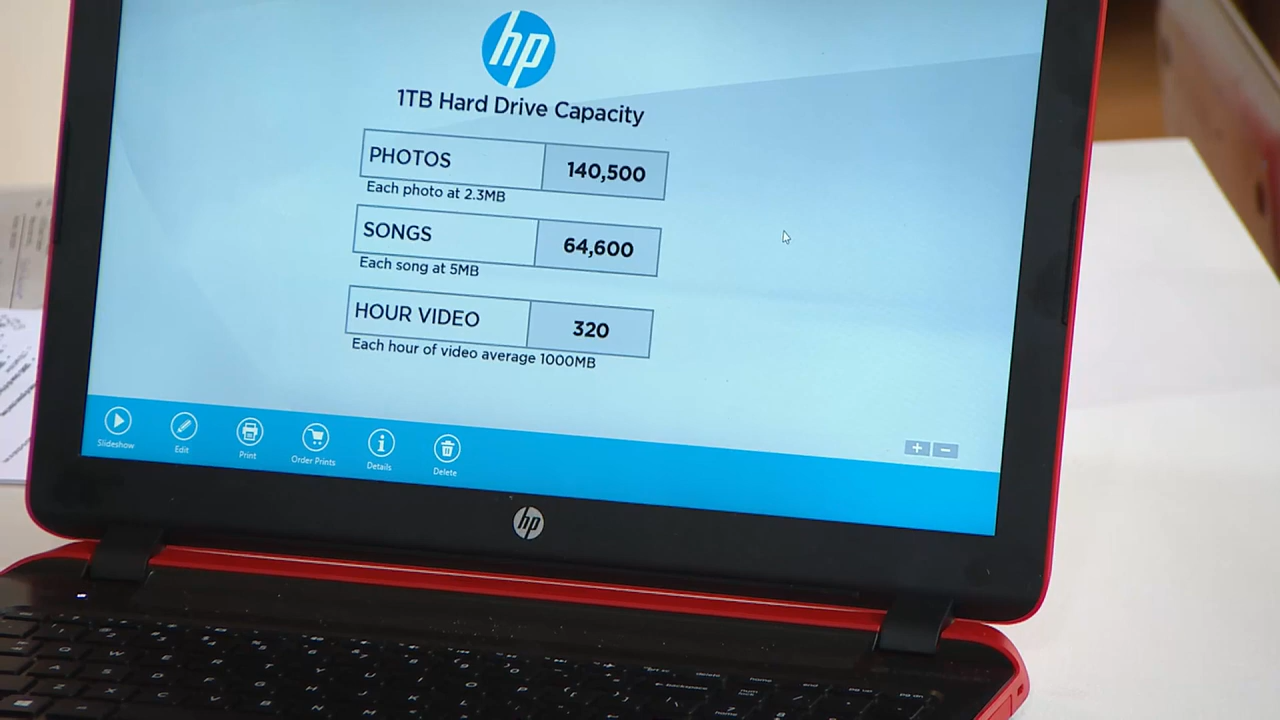 hp
1TB Hard Drive Capacity
PHOTOS 140,500
Each photo at 2.3MB
SONGS 64,600
Each song at 5MB
HOUR VIDEO 320
Each hour of video average 1000MB
Slideshow Edit Print Order Prints Details Delete
hp